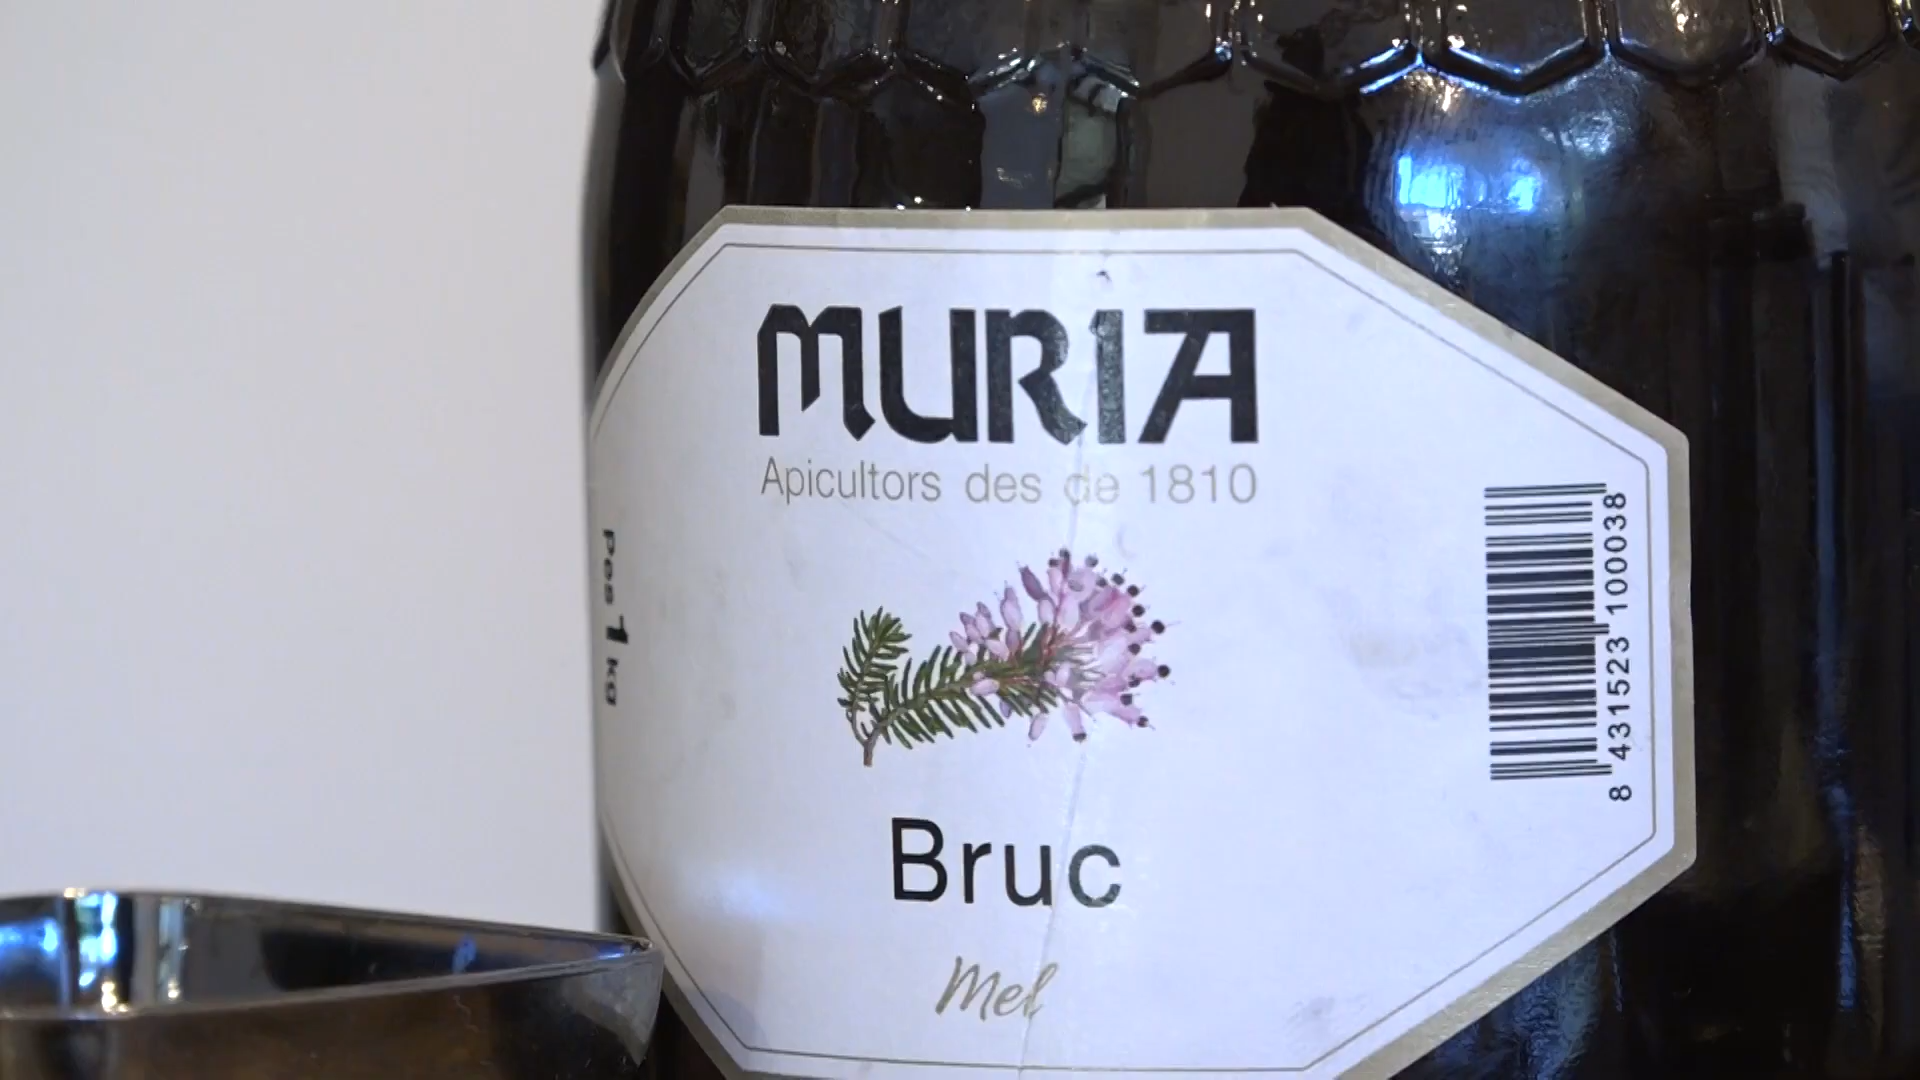 MURIA
Apicultors des de 1810
Pes 1 kg
Bruc
Mel
8 431523 100038